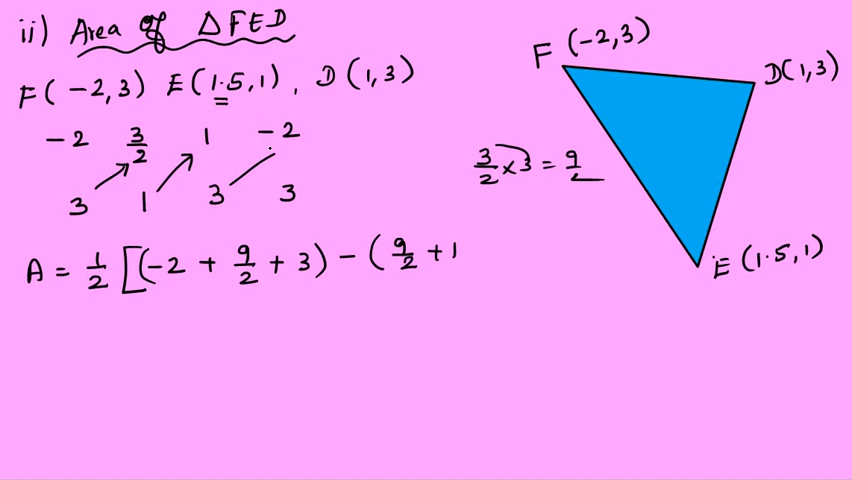 ii) Area of △FED
F(-2,3) E(1.5,1), D(1,3)
-2 3/2 1 -2
3 1 3 3
A = 1/2 [(-2 + 9/2 + 3) - (9/2 + 1
F (-2,3)
D(1,3)
3/2 × 3 = 9/
E (1.5,1)